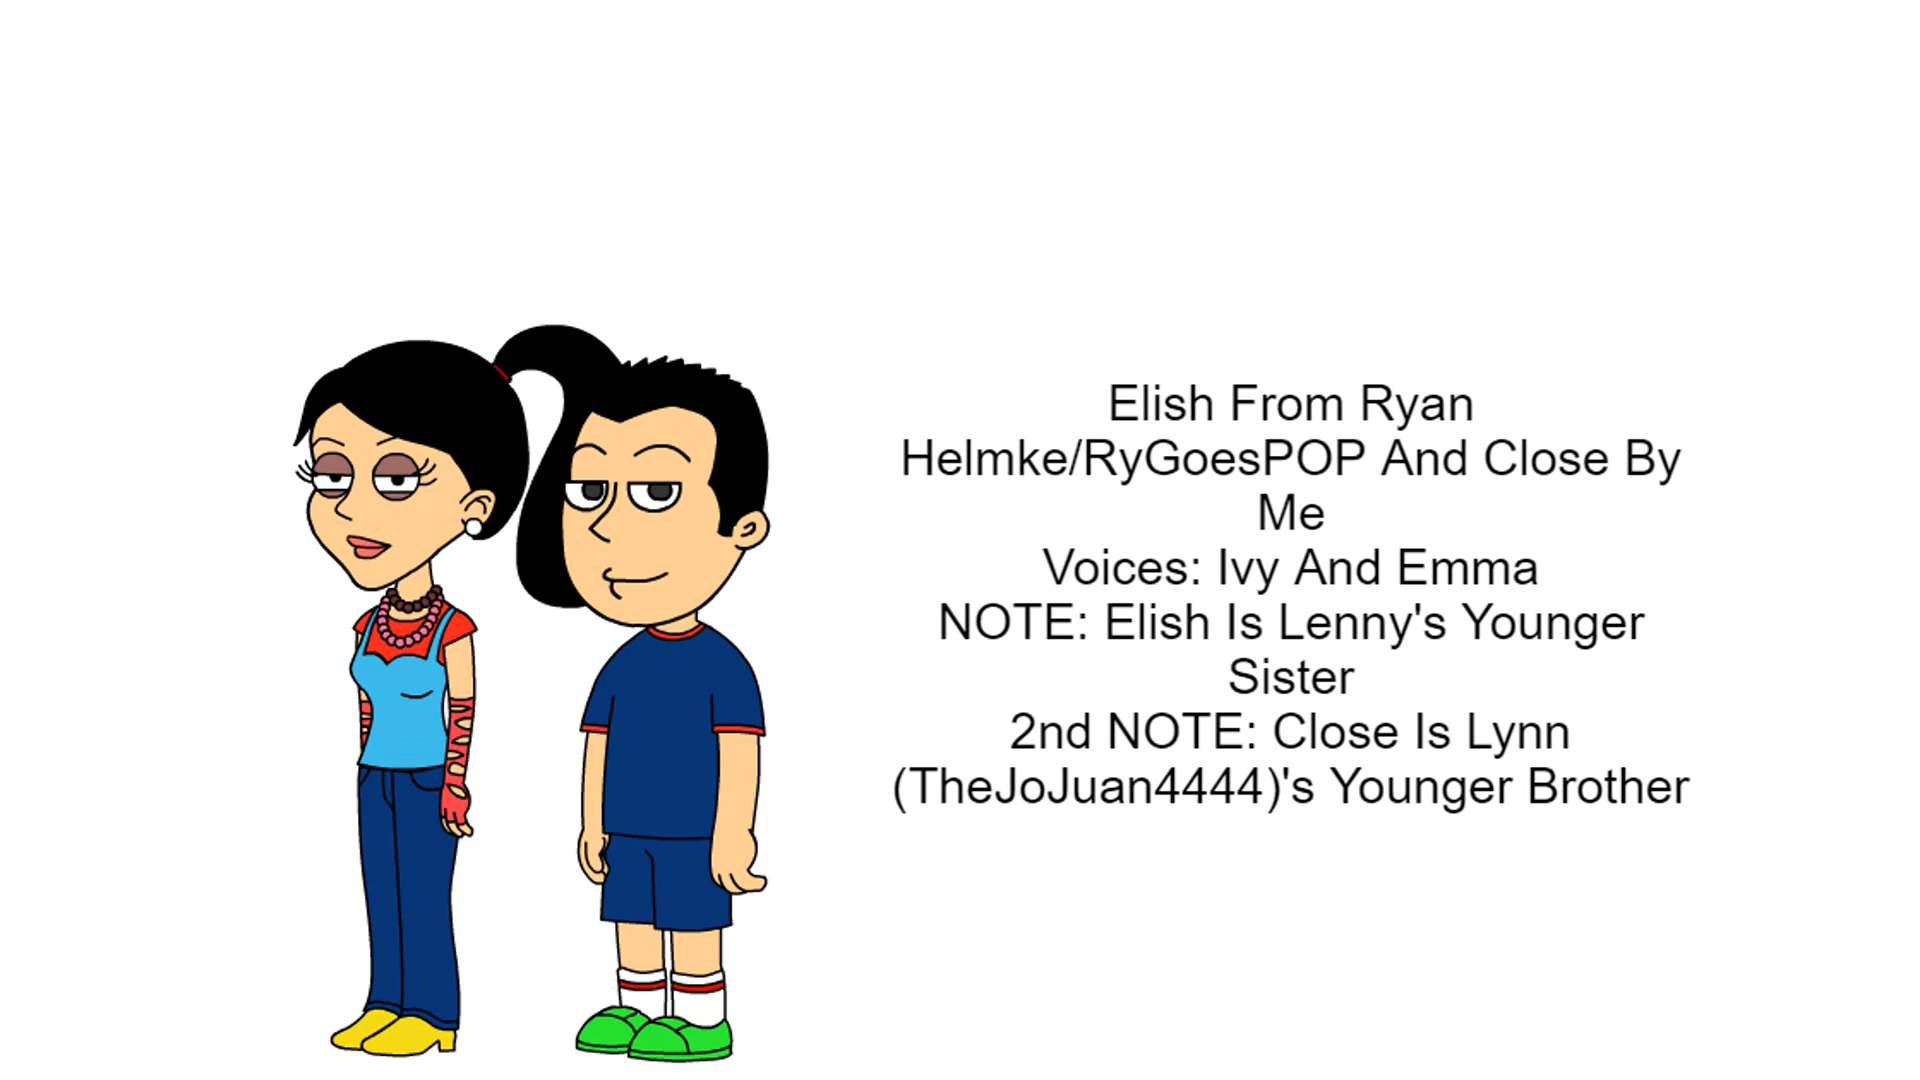 Elish From Ryan
Helmke/RyGoesPOP And Close By
Me
Voices: Ivy And Emma
NOTE: Elish Is Lenny's Younger
Sister
2nd NOTE: Close Is Lynn
(TheJoJuan4444)'s Younger Brother